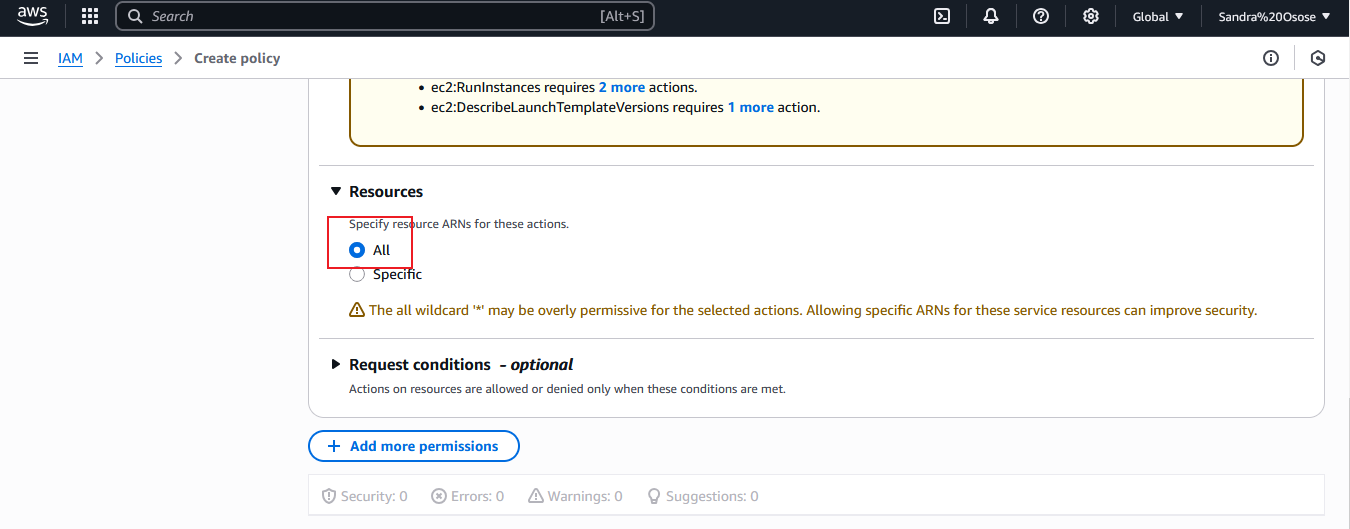 aws
Search [Alt+S] Global Sandra%20Osose
IAM Policies Create policy
ec2:RunInstances requires 2 more actions.
ec2:DescribeLaunchTemplateVersions requires 1 more action.
Resources
Specify resource ARNs for these actions.
All
Specific
The all wildcard '*' may be overly permissive for the selected actions. Allowing specific ARNs for these service resources can improve security.
Request conditions - optional
Actions on resources are allowed or denied only when these conditions are met.
+ Add more permissions
Security: 0 Errors: 0 Warnings: 0 Suggestions: 0